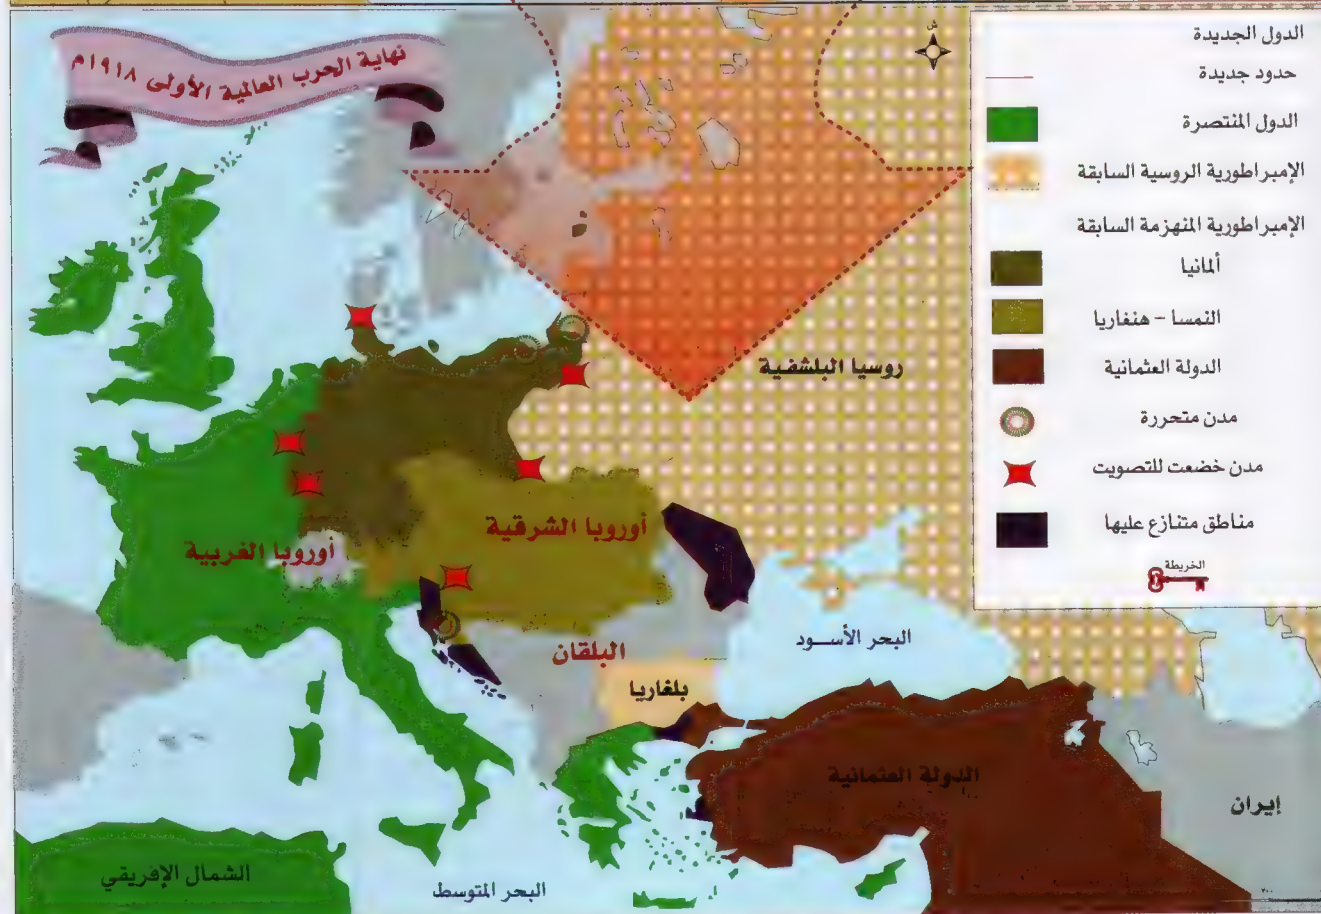 نهاية الحرب العالمية الأولى ١٩١٨م
ش
الدول الجديدة
حدود جديدة
الدول المنتصرة
الإمبراطورية الروسية السابقة
الإمبراطورية المنهزمة السابقة
ألمانيا
النمسا - هنغاريا
الدولة العثمانية
مدن متحررة
مدن خضعت للتصويت
مناطق متنازع عليها
الخريطة
روسيا البلشفية
أوروبا الشرقية
أوروبا الغربية
البحر الأسود
البلقان
بلغاريا
الدولة العثمانية
إيران
الشمال الإفريقي
البحر المتوسط